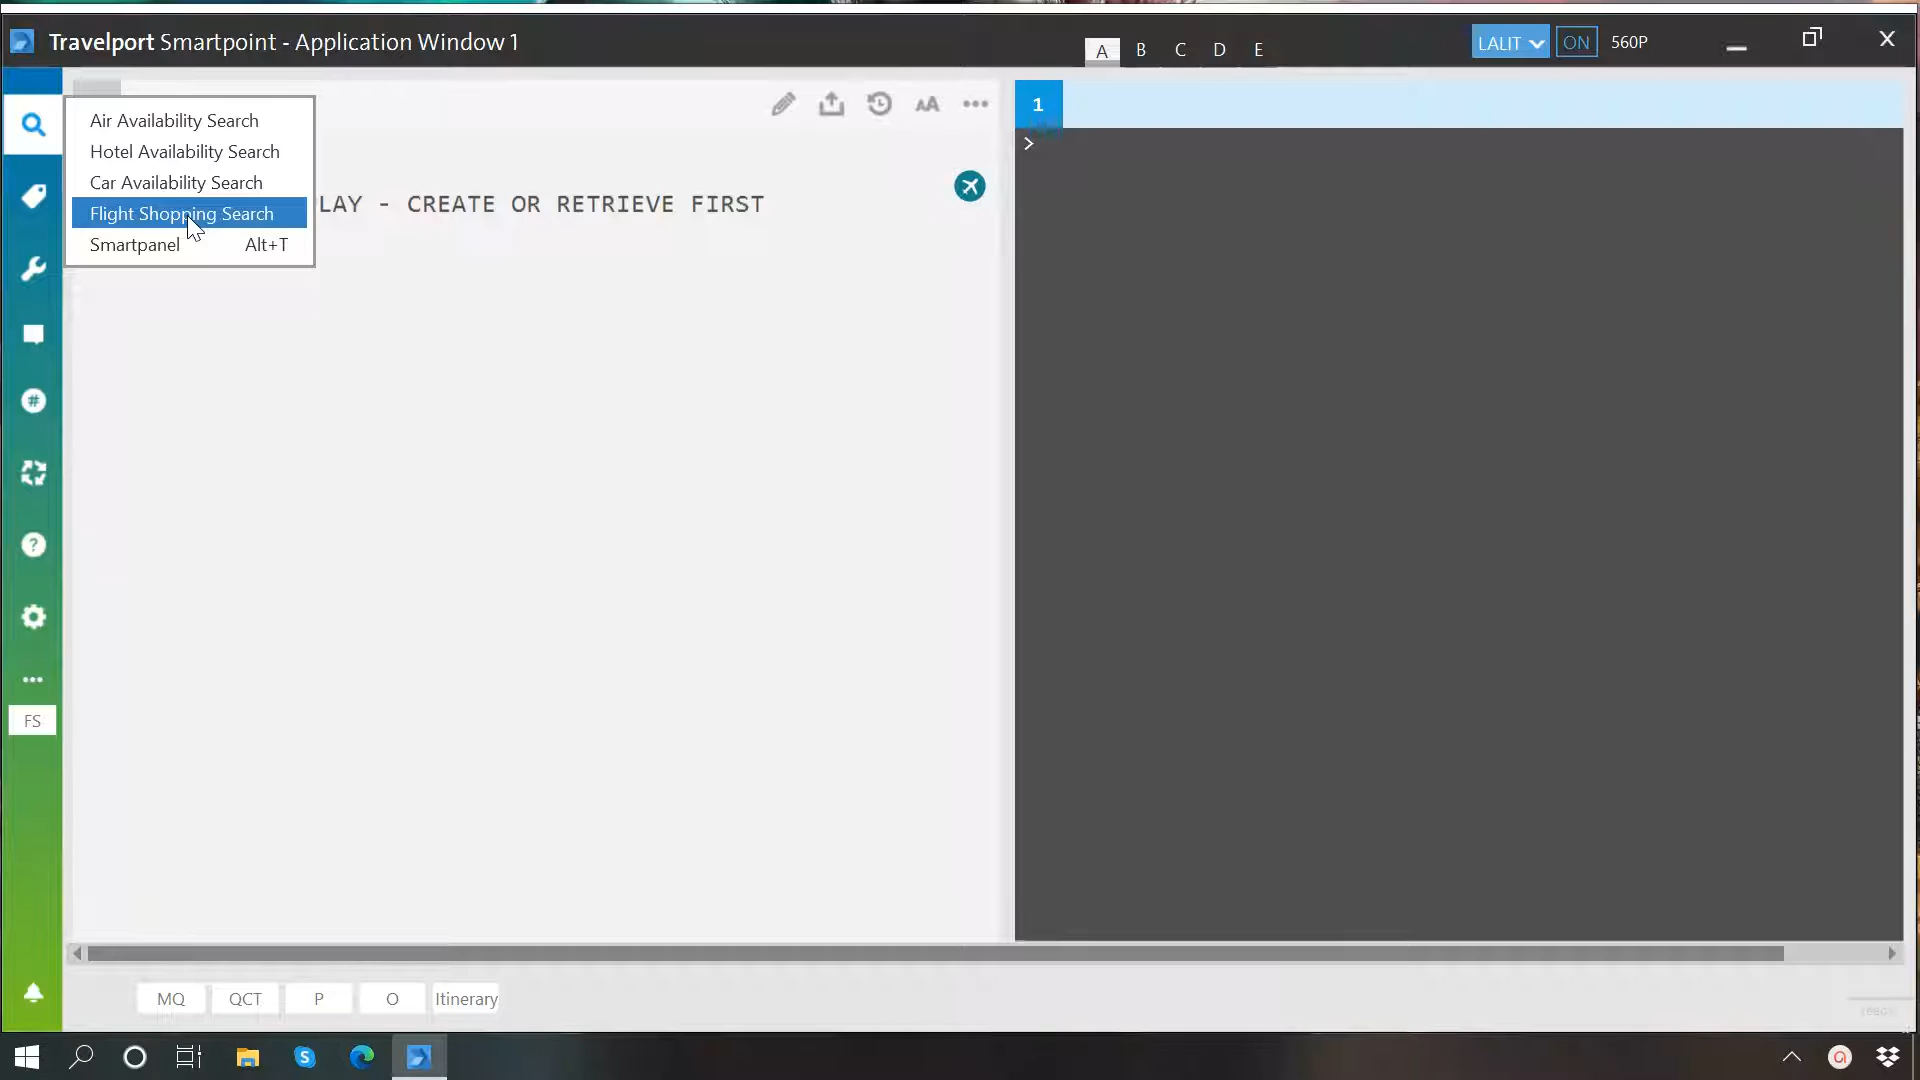 Travelport Smartpoint - Application Window 1
A B C D E
LALIT ON 560P
Air Availability Search
Hotel Availability Search
Car Availability Search
Flight Shopping Search
Smartpanel Alt+T
AA
LAY - CREATE OR RETRIEVE FIRST
1
>
#
?
FS
MQ QCT P O Itinerary